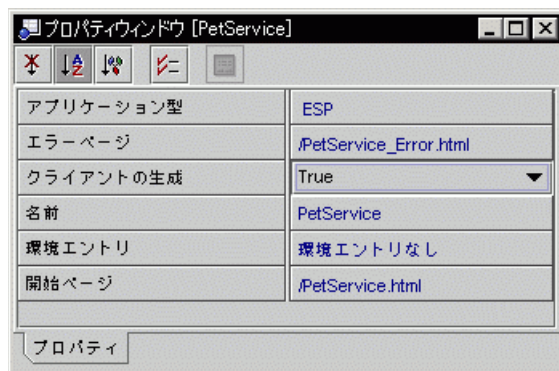 プロパティウィンドウ [PetService]
アプリケーション型 ESP
エラーページ /PetService_Error.html
クライアントの生成 True
名前 PetService
環境エントリ 環境エントリなし
開始ページ /PetService.html
プロパティ